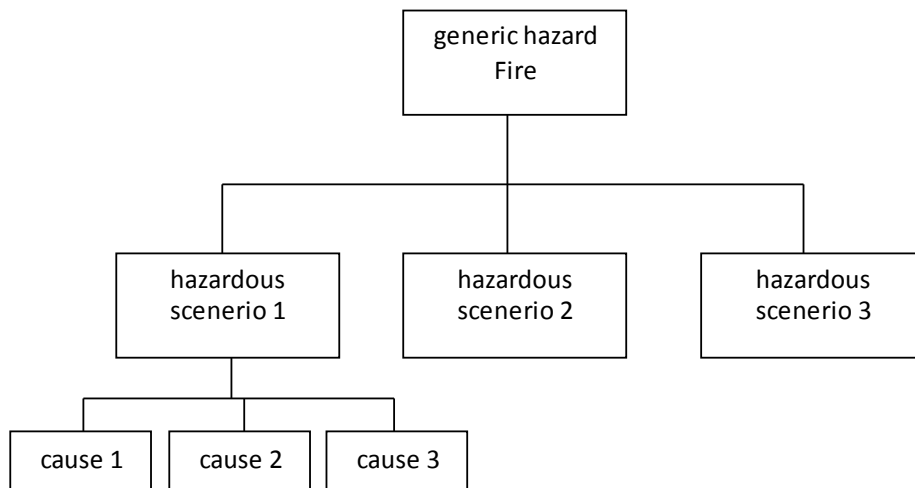 generic hazard
Fire
hazardous
scenerio 1
hazardous
scenerio 2
hazardous
scenerio 3
cause 1
cause 2
cause 3